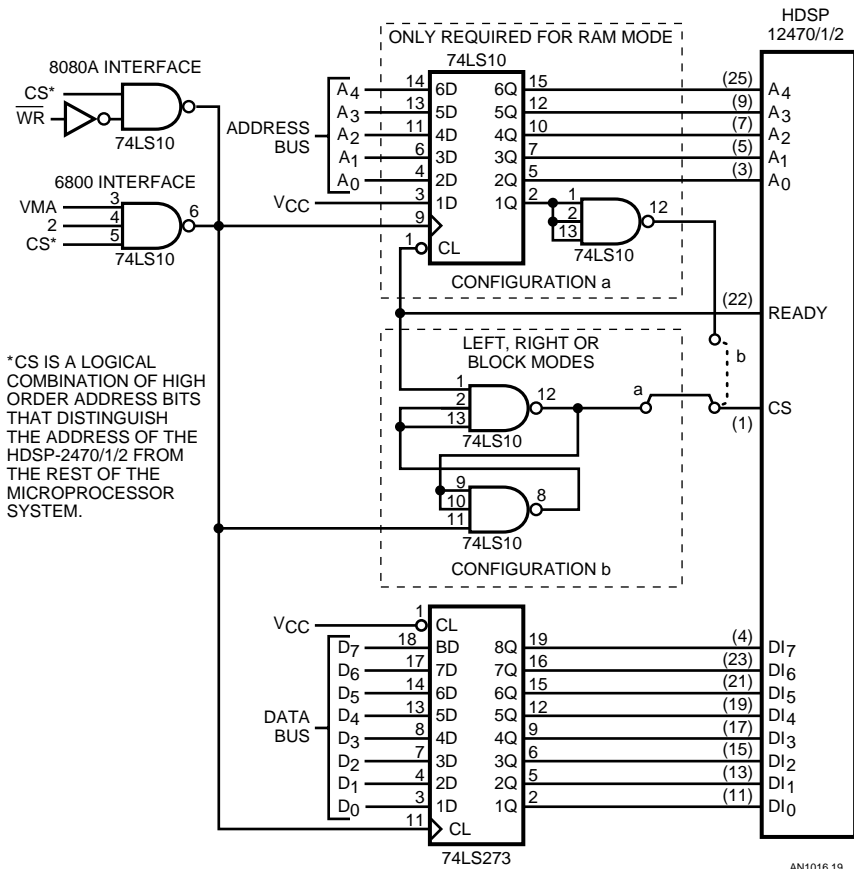 HDSP
12470/1/2
ONLY REQUIRED FOR RAM MODE
74LS10
8080A INTERFACE
CS*
WR
74LS10
ADDRESS
BUS
A4 14 6D 6Q 15 (25) A4
A3 13 5D 5Q 12 (9) A3
A2 11 4D 4Q 10 (7) A2
A1 6 3D 3Q 7 (5) A1
A0 4 2D 2Q 5 (3) A0
VCC 3 1D 1Q 2
1
2
13
12
74LS10
9
1 CL
CONFIGURATION a
6800 INTERFACE
VMA 3
2 4
CS* 5
6
74LS10
(22) READY
LEFT, RIGHT OR
BLOCK MODES
1
2
13
12
74LS10
a
b
CS
(1)
9
10
11
8
74LS10
CONFIGURATION b
*CS IS A LOGICAL
COMBINATION OF HIGH
ORDER ADDRESS BITS
THAT DISTINGUISH
THE ADDRESS OF THE
HDSP-2470/1/2 FROM
THE REST OF THE
MICROPROCESSOR
SYSTEM.
VCC 1 CL
DATA
BUS
D7 18 BD 8Q 19 (4) DI7
D6 17 7D 7Q 16 (23) DI6
D5 14 6D 6Q 15 (21) DI5
D4 13 5D 5Q 12 (19) DI4
D3 8 4D 4Q 9 (17) DI3
D2 7 3D 3Q 6 (15) DI2
D1 4 2D 2Q 5 (13) DI1
D0 3 1D 1Q 2 (11) DI0
11 CL
74LS273
AN1016.19